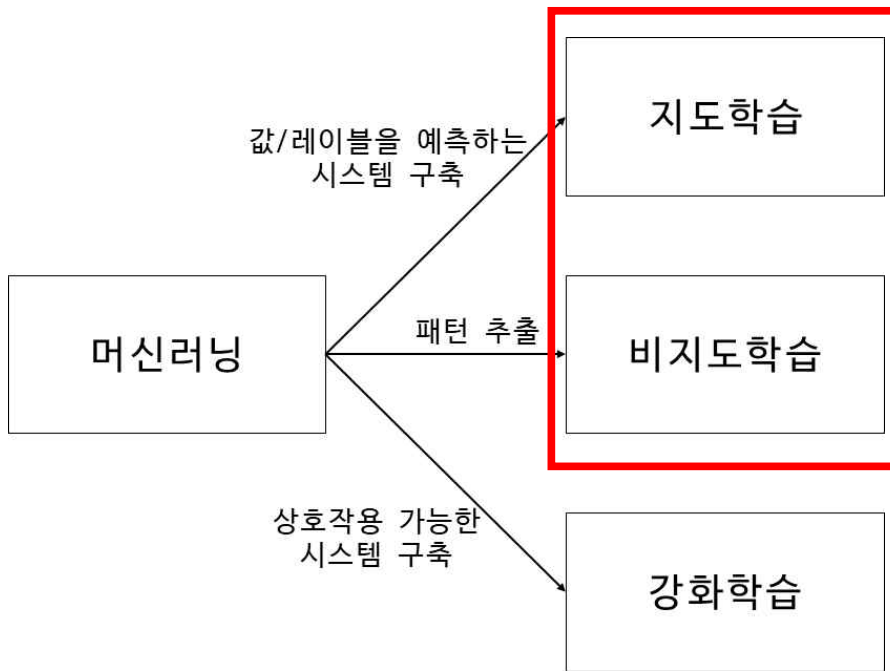 지도학습
값/레이블을 예측하는
시스템 구축
머신러닝
패턴 추출
비지도학습
상호작용 가능한
시스템 구축
강화학습